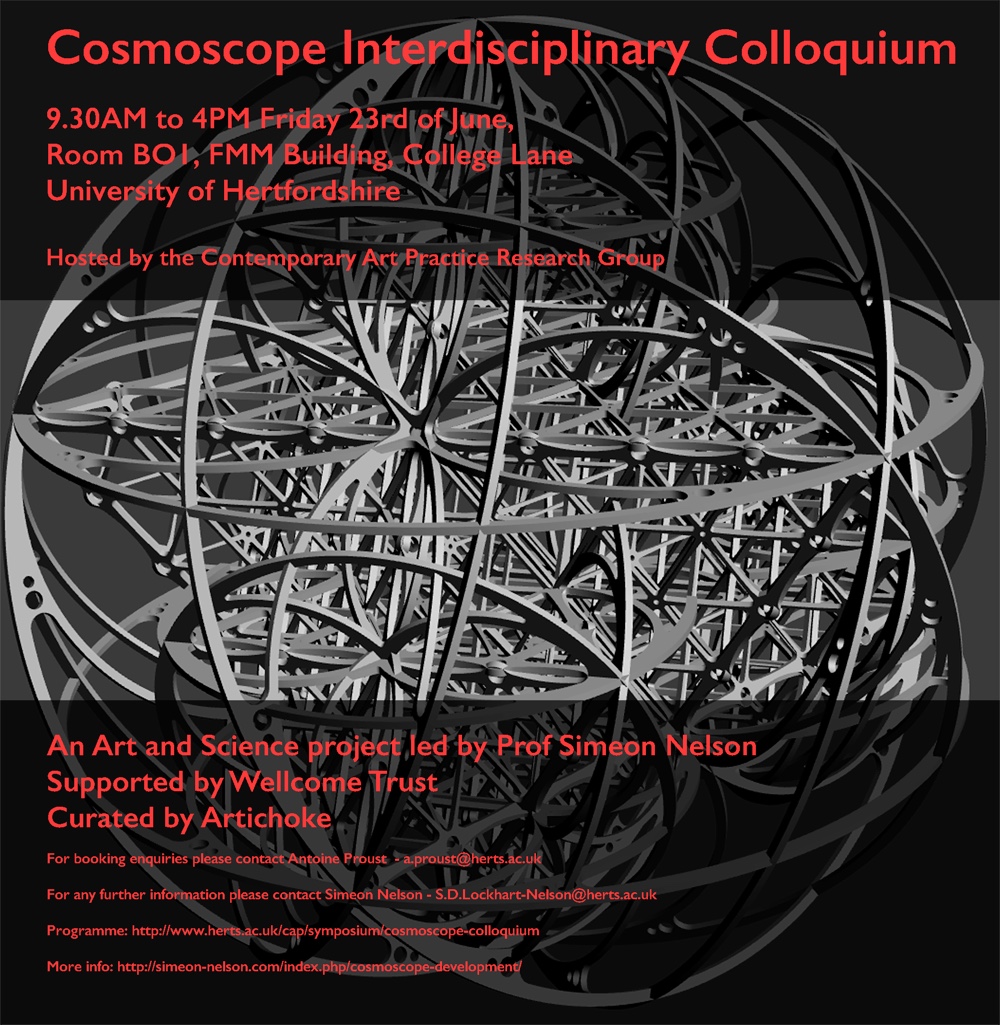 Cosmoscope Interdisciplinary Colloquium
9.30AM to 4PM Friday 23rd of June,
Room BO1, FMM Building, College Lane
University of Hertfordshire
Hosted by the Contemporary Art Practice Research Group
An Art and Science project led by Prof Simeon Nelson
Supported by Wellcome Trust
Curated by Artichoke
For booking enquiries please contact Antoine Proust  - a.proust@herts.ac.uk
For any further information please contact Simeon Nelson - S.D.Lockhart-Nelson@herts.ac.uk
Programme: http://www.herts.ac.uk/cap/symposium/cosmoscope-colloquium
More info: http://simeon-nelson.com/index.php/cosmoscope-development/